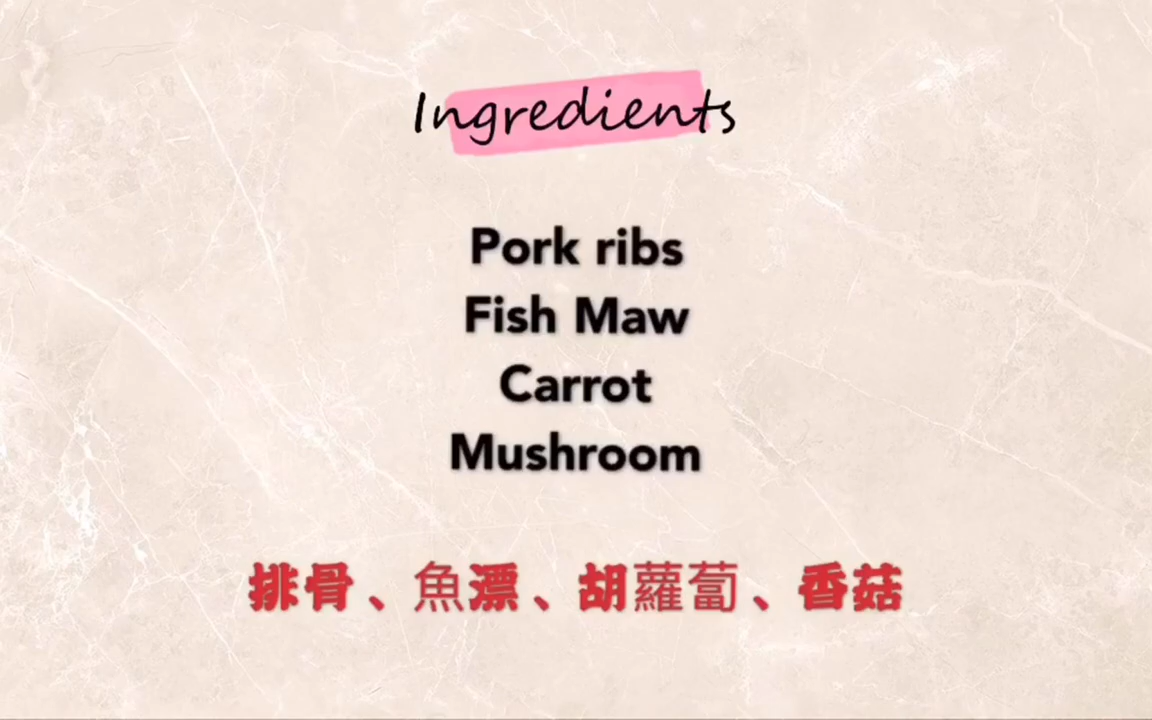 Ingredients
Pork ribs
Fish Maw
Carrot
Mushroom
排骨、魚漂、胡蘿蔔、香菇